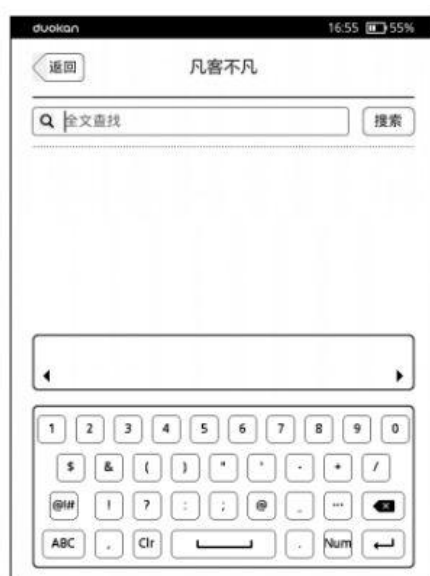 duokan 16:55 55%
返回 凡客不凡
全文查找 搜索
1 2 3 4 5 6 7 8 9 0
$ & ( ) " ' - + /
@!# ! ? : ; @ _ ...
ABC , Clr . Num